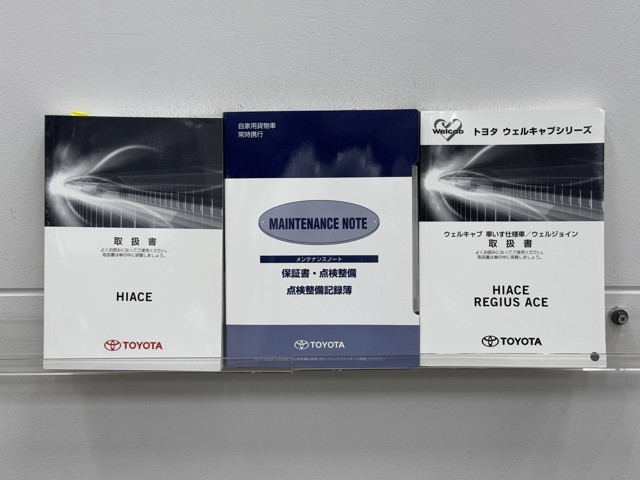 取扱書
よくお読みになってご使用ください。
取扱書は車の中に保管しましょう。
HIACE
TOYOTA
自家用貨物車
常時携行
MAINTENANCE NOTE
メンテナンスノート
保証書・点検整備
点検整備記録簿
TOYOTA
Welcab
トヨタ ウェルキャブシリーズ
ウェルキャブ 車いす仕様車/ウェルジョイン
取扱書
よくお読みになってご使用ください。
取扱書は車の中に保管しましょう。
HIACE
REGIUS ACE
TOYOTA